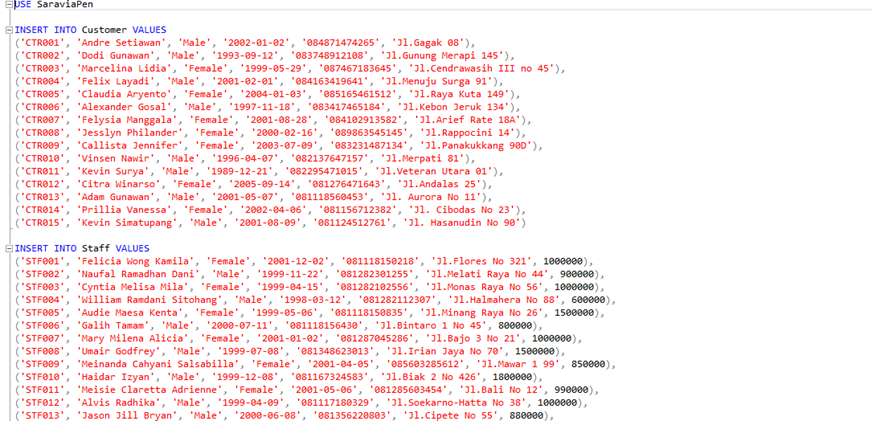 USE SaraviaPen
INSERT INTO Customer VALUES
('CTR001', 'Andre Setiawan', 'Male', '2002-01-02', '084871474265', 'Jl.Gagak 08'),
('CTR002', 'Dodi Gunawan', 'Male', '1993-09-12', '083748912108', 'Jl.Gunung Merapi 145'),
('CTR003', 'Marcelina Lidia', 'Female', '1999-05-29', '087467183645', 'Jl.Cendrawasih III no 45'),
('CTR004', 'Felix Layadi', 'Male', '2001-02-01', '084163419641', 'Jl.Menuju Surga 91'),
('CTR005', 'Claudia Aryento', 'Female', '2004-01-03', '085165461512', 'Jl.Raya Kuta 149'),
('CTR006', 'Alexander Gosal', 'Male', '1997-11-18', '083417465184', 'Jl.Kebon Jeruk 134'),
('CTR007', 'Felysia Manggala', 'Female', '2001-08-28', '084102913582', 'Jl.Arief Rate 18A'),
('CTR008', 'Jesslyn Philander', 'Female', '2000-02-16', '089863545145', 'Jl.Rappocini 14'),
('CTR009', 'Callista Jennifer', 'Female', '2003-07-09', '083231487134', 'Jl.Panakukkang 90D'),
('CTR010', 'Vinsen Nawir', 'Male', '1996-04-07', '082137647157', 'Jl.Merpati 81'),
('CTR011', 'Kevin Surya', 'Male', '1989-12-21', '082295471015', 'Jl.Veteran Utara 01'),
('CTR012', 'Citra Winarso', 'Female', '2005-09-14', '081276471643', 'Jl.Andalas 25'),
('CTR013', 'Adam Gunawan', 'Male', '2001-05-07', '08118560453', 'Jl. Aurora No 11'),
('CTR014', 'Prillia Vanessa', 'Female', '2002-04-06', '081156712382', 'Jl. Cibodas No 23'),
('CTR015', 'Kevin Simatupang', 'Male', '2001-08-09', '081124512761', 'Jl. Hasanudin No 90')
INSERT INTO Staff VALUES
('STF001', 'Felicia Wong Kamila', 'Female', '2001-12-02', '081118150218', 'Jl.Flores No 321', 1000000),
('STF002', 'Naufal Ramadhan Dani', 'Male', '1999-11-22', '081282301255', 'Jl.Melati Raya No 44', 900000),
('STF003', 'Cyntia Melisa Mila', 'Female', '1999-04-15', '081282102556', 'Jl.Monas Raya No 56', 1000000),
('STF004', 'William Ramdani Sitohang', 'Male', '1998-03-12', '081282112307', 'Jl.Halmahera No 88', 600000),
('STF005', 'Audie Maesa Kenta', 'Female', '1999-05-06', '081118150835', 'Jl.Minang Raya No 26', 1500000),
('STF006', 'Galih Tamam', 'Male', '2000-07-11', '08118156430', 'Jl.Bintaro 1 No 45', 800000),
('STF007', 'Mary Milena Alicia', 'Female', '2001-01-02', '081287045286', 'Jl.Bajo 3 No 21', 1000000),
('STF008', 'Umair Godfrey', 'Male', '1999-07-08', '081348623013', 'Jl.Irian Jaya No 70', 1500000),
('STF009', 'Meinanda Cahyani Salsabilla', 'Female', '2001-04-05', '085603285612', 'Jl.Mawar 1 99', 850000),
('STF010', 'Haidar Izyan', 'Male', '1999-12-08', '081167324583', 'Jl.Biak 2 No 426', 1800000),
('STF011', 'Meisie Claretta Adrienne', 'Female', '2001-05-06', '081285603454', 'Jl.Bali No 12', 990000),
('STF012', 'Alvis Radhika', 'Male', '1999-04-09', '081117180329', 'Jl.Soekarno-Hatta No 38', 1000000),
('STF013', 'Jason Jill Bryan', 'Male', '2000-06-08', '081356220803', 'Jl.Cipete No 55', 880000),